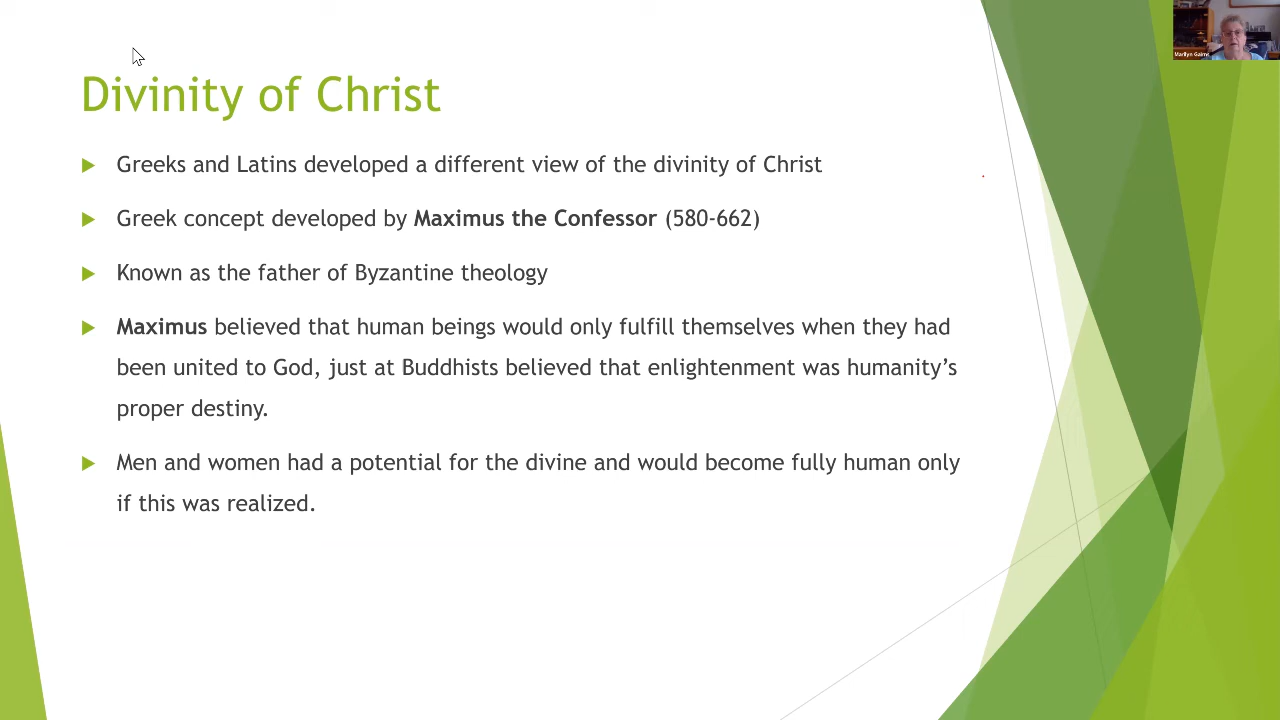 Divinity of Christ
Greeks and Latins developed a different view of the divinity of Christ
Greek concept developed by Maximus the Confessor (580-662)
Known as the father of Byzantine theology
Maximus believed that human beings would only fulfill themselves when they had
been united to God, just at Buddhists believed that enlightenment was humanity's
proper destiny.
Men and women had a potential for the divine and would become fully human only
if this was realized.
Marilyn